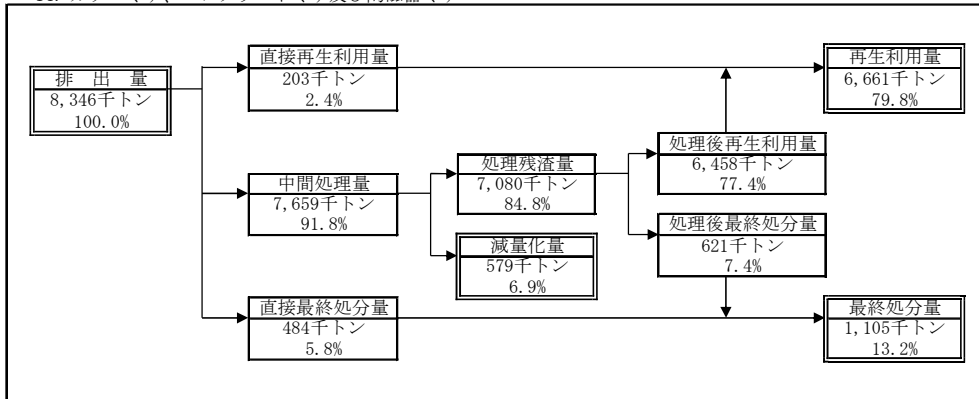 排 出 量
8,346千トン
100.0%
直接再生利用量
203千トン
2.4%
中間処理量
7,659千トン
91.8%
直接最終処分量
484千トン
5.8%
処理残渣量
7,080千トン
84.8%
減量化量
579千トン
6.9%
処理後再生利用量
6,458千トン
77.4%
処理後最終処分量
621千トン
7.4%
再生利用量
6,661千トン
79.8%
最終処分量
1,105千トン
13.2%